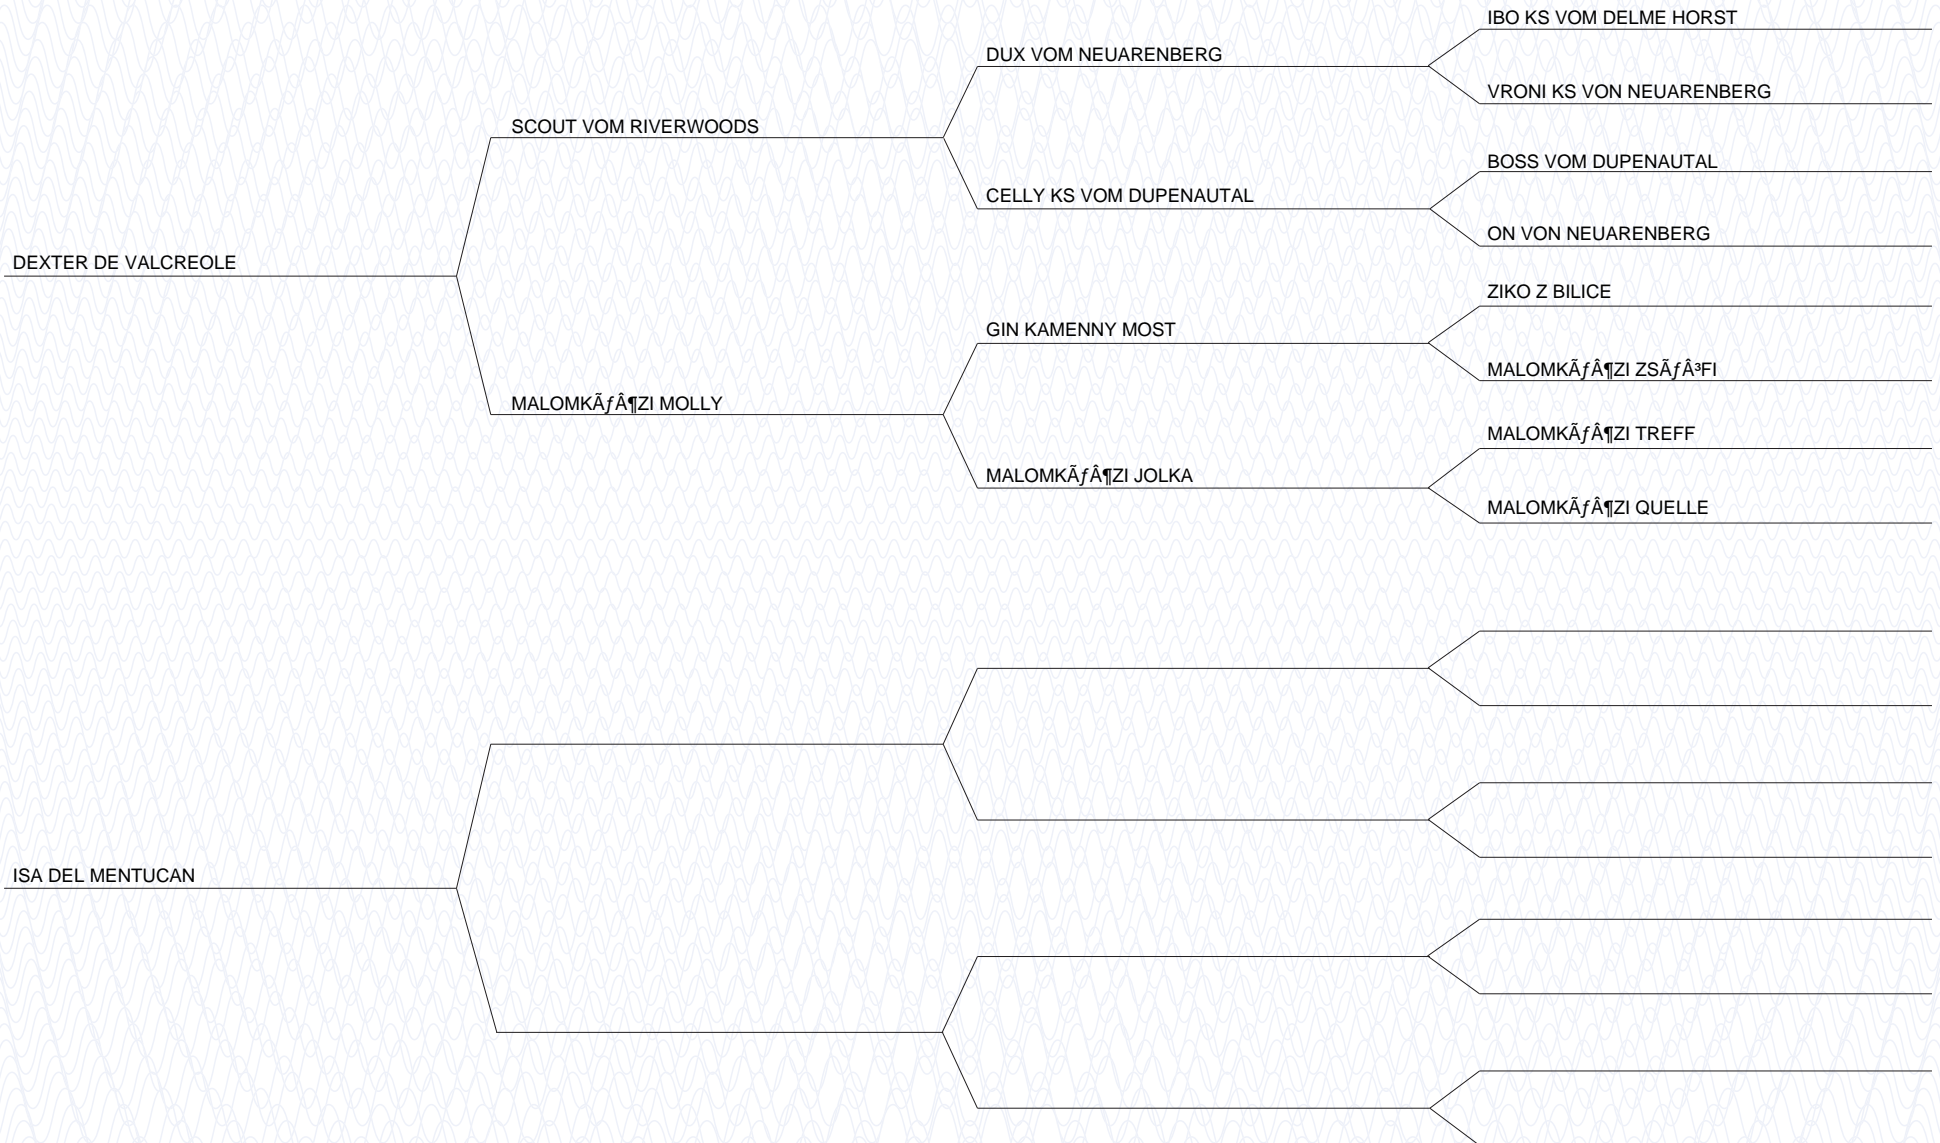 IBO KS VOM DELME HORST
DUX VOM NEUARENBERG
VRONI KS VON NEUARENBERG
SCOUT VOM RIVERWOODS
BOSS VOM DUPENAUTAL
CELLY KS VOM DUPENAUTAL
ON VON NEUARENBERG
DEXTER DE VALCREOLE
ZIKO Z BILICE
GIN KAMENNY MOST
MALOMKÃƒÂ¶ZI ZSÃƒÂ³FI
MALOMKÃƒÂ¶ZI MOLLY
MALOMKÃƒÂ¶ZI TREFF
MALOMKÃƒÂ¶ZI JOLKA
MALOMKÃƒÂ¶ZI QUELLE
ISA DEL MENTUCAN